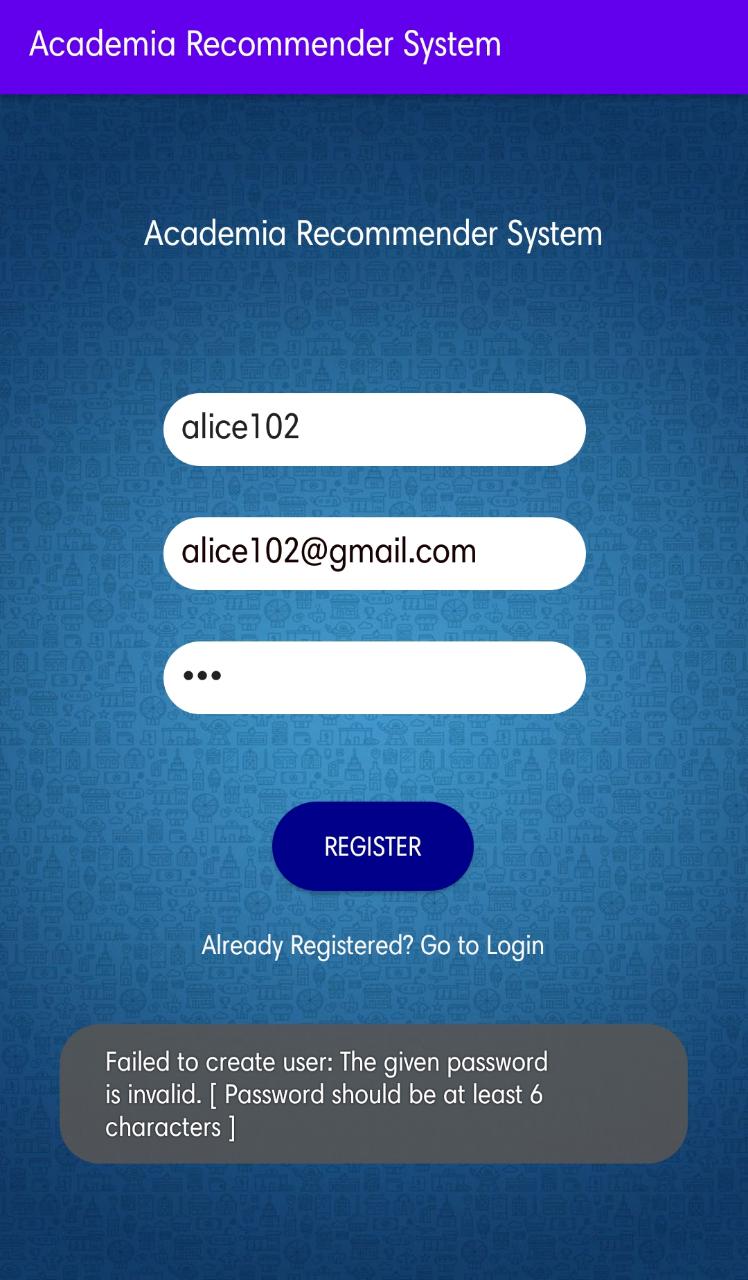 Academia Recommender System
Academia Recommender System
alice102
alice102@gmail.com
•••
REGISTER
Already Registered? Go to Login
Failed to create user: The given password
is invalid. [ Password should be at least 6
characters ]